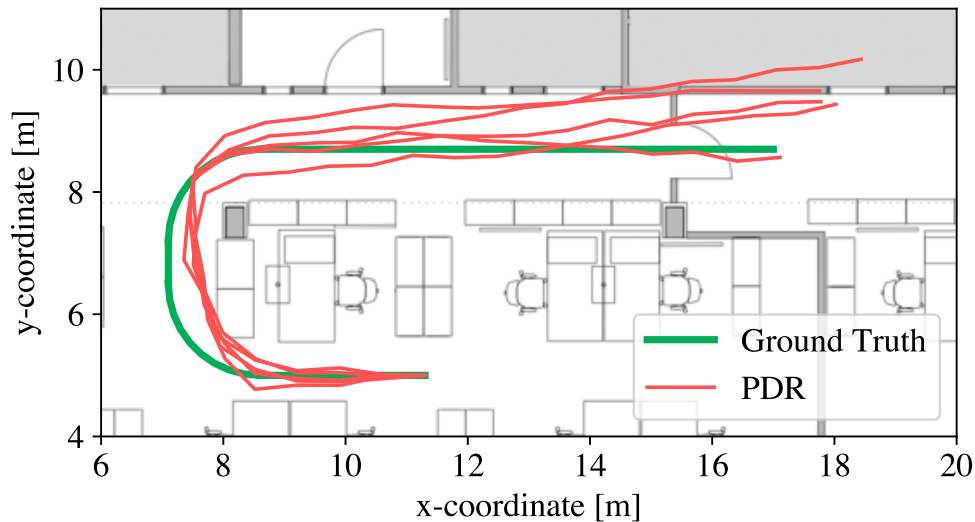 10
8
6
4
y-coordinate [m]
Ground Truth
PDR
6 8 10 12 14 16 18 20
x-coordinate [m]